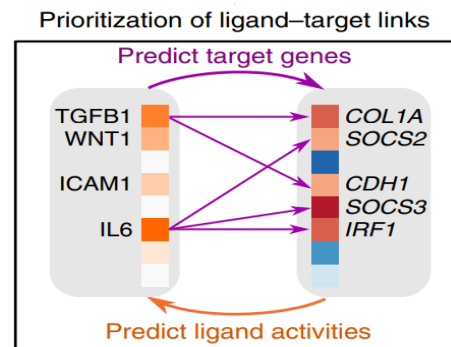 Prioritization of ligand–target links
Predict target genes
TGFB1
WNT1
ICAM1
IL6
COL1A
SOCS2
CDH1
SOCS3
IRF1
Predict ligand activities